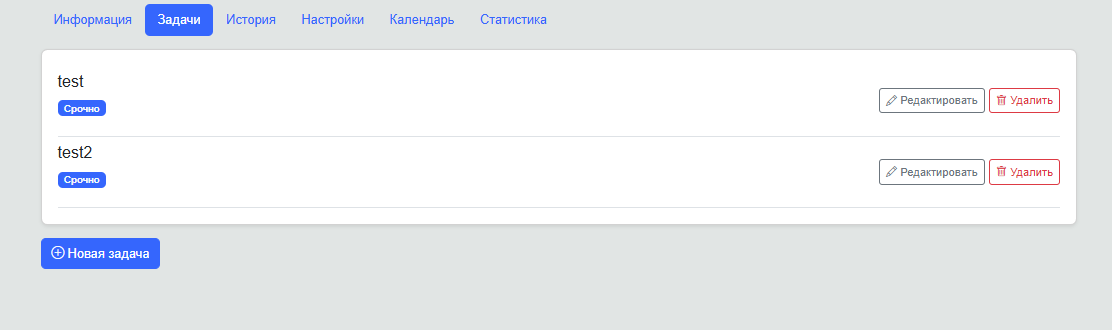 Информация Задачи История Настройки Календарь Статистика
test
Срочно
Редактировать Удалить
test2
Срочно
Редактировать Удалить
Новая задача